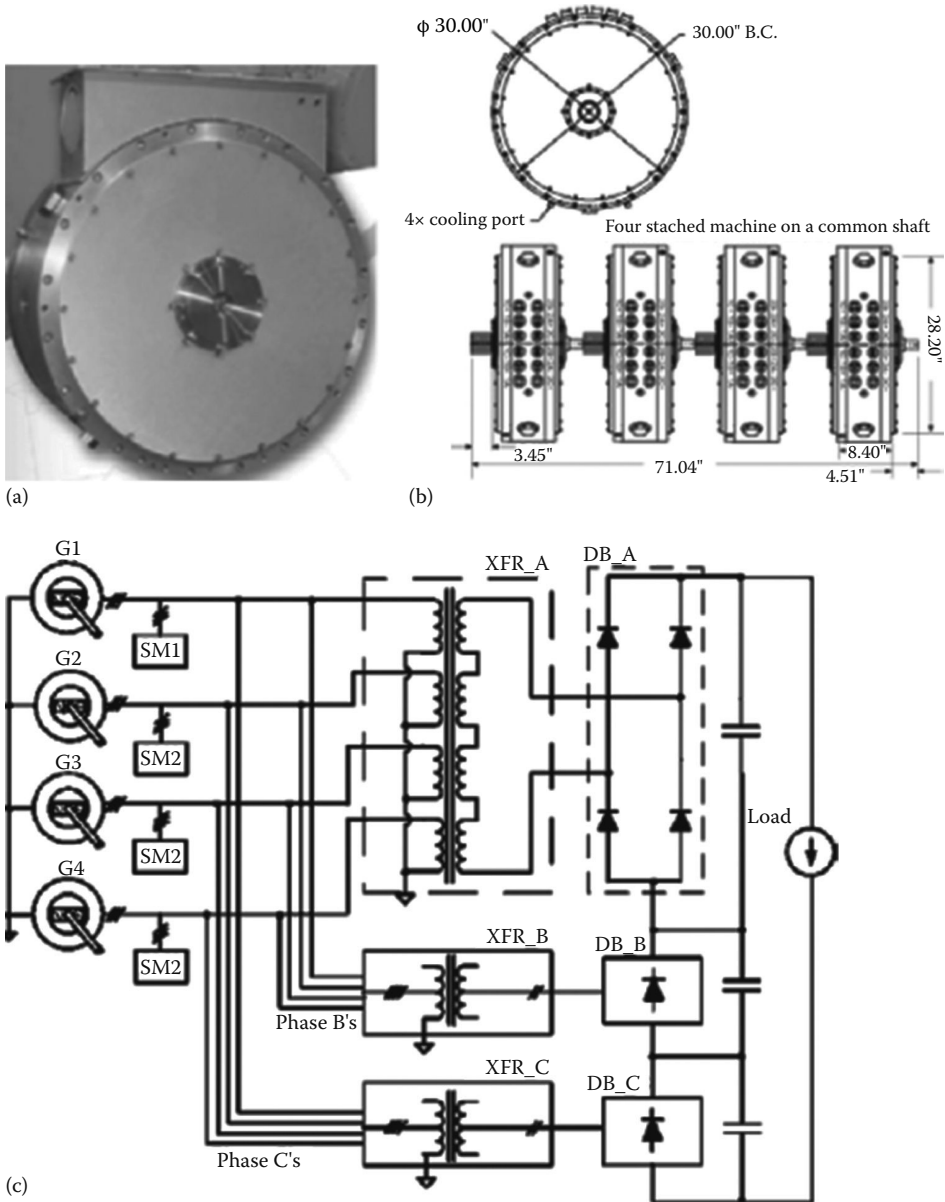 (b)
ϕ 30.00"
30.00" B.C.
4× cooling port
Four stached machine on a common shaft
28.20"
3.45"
8.40"
71.04"
4.51"
(a)
(b)
G1
XFR_A
DB_A
SM1
G2
SM2
G3
Load
SM2
G4
XFR_B
DB_B
SM2
Phase B's
XFR_C
DB_C
Phase C's
(c)